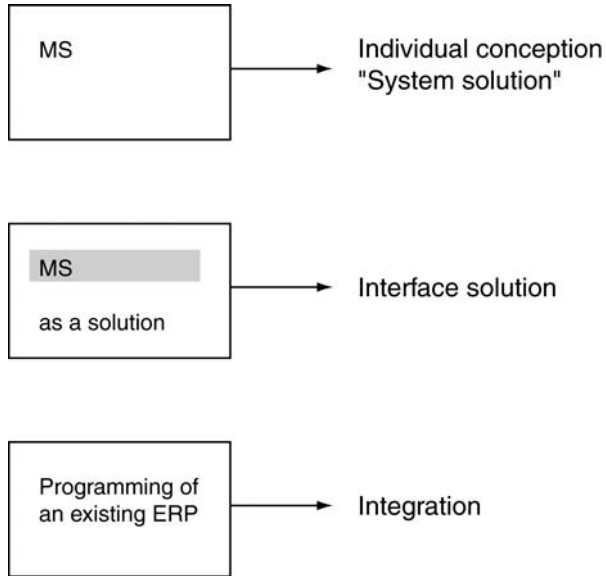 MS
Individual conception
"System solution"
MS
as a solution
Interface solution
Programming of
an existing ERP
Integration